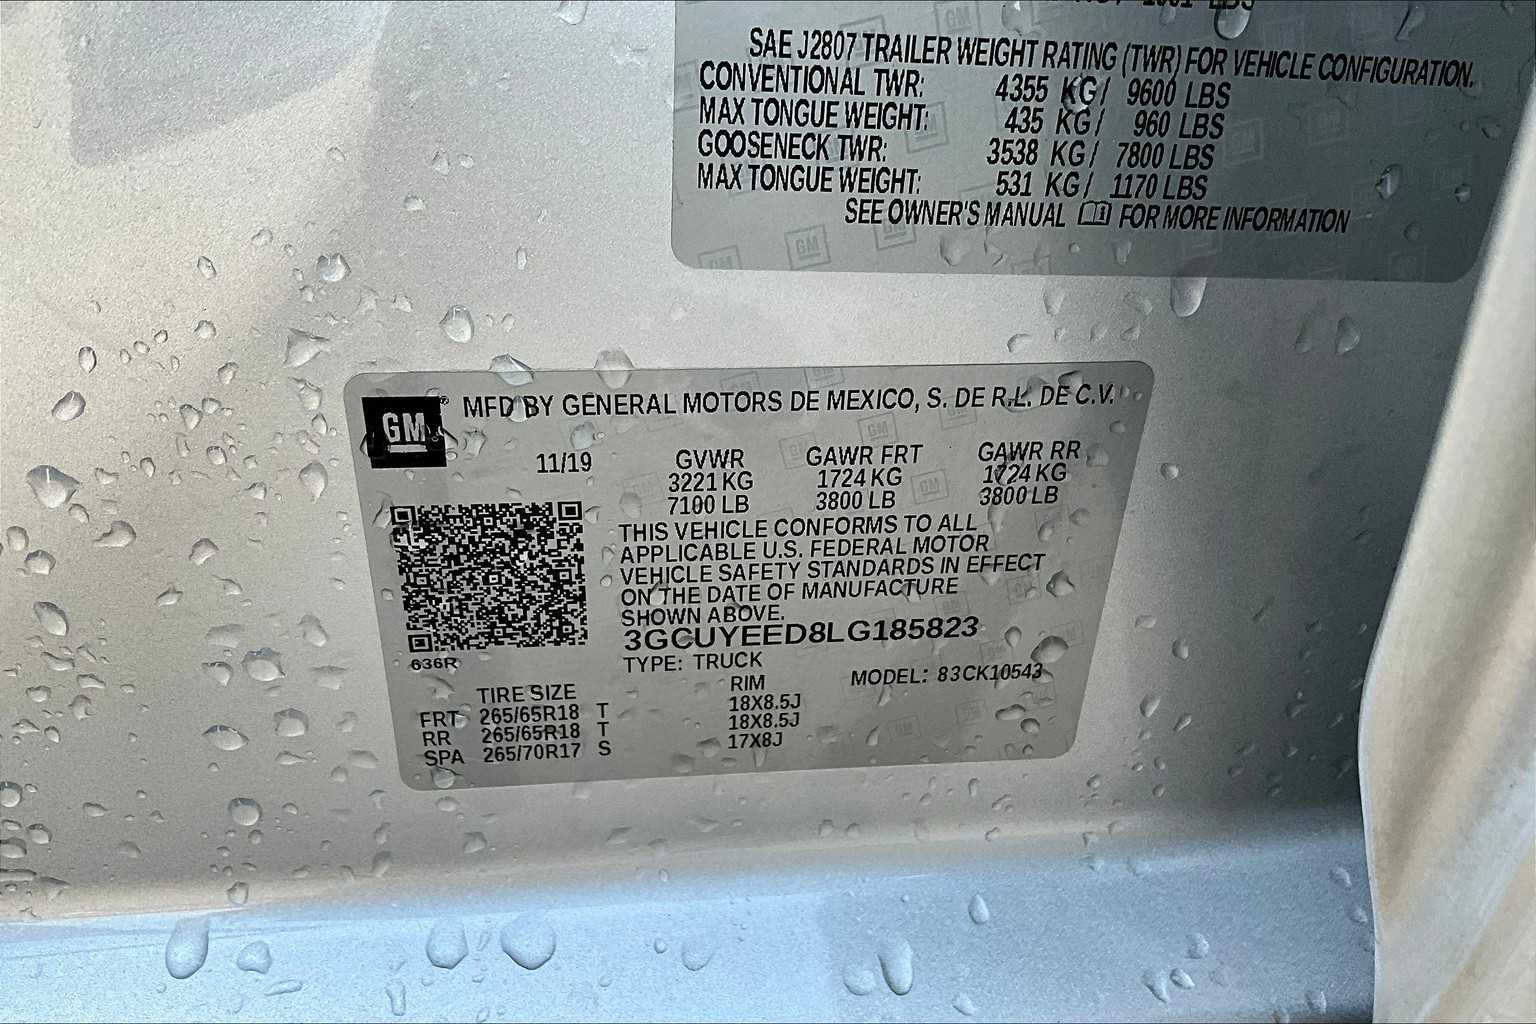 SAE J2807 TRAILER WEIGHT RATING (TWR) FOR VEHICLE CONFIGURATION.
CONVENTIONAL TWR: 4355 KG/ 9600 LBS
MAX TONGUE WEIGHT: 435 KG/ 960 LBS
GOOSENECK TWR: 3538 KG/ 7800 LBS
MAX TONGUE WEIGHT: 531 KG/ 1170 LBS
SEE OWNER'S MANUAL FOR MORE INFORMATION
GM ® MFD BY GENERAL MOTORS DE MEXICO, S. DE R.L. DE C.V.
11/19 GVWR GAWR FRT GAWR RR
3221 KG 1724 KG 1724 KG
7100 LB 3800 LB 3800 LB
THIS VEHICLE CONFORMS TO ALL
APPLICABLE U.S. FEDERAL MOTOR
VEHICLE SAFETY STANDARDS IN EFFECT
ON THE DATE OF MANUFACTURE
SHOWN ABOVE.
3GCUYEED8LG185823
636R TYPE: TRUCK MODEL: 83CK10543
TIRE SIZE RIM
FRT 265/65R18 T 18X8.5J
RR 265/65R18 T 18X8.5J
SPA 265/70R17 S 17X8J